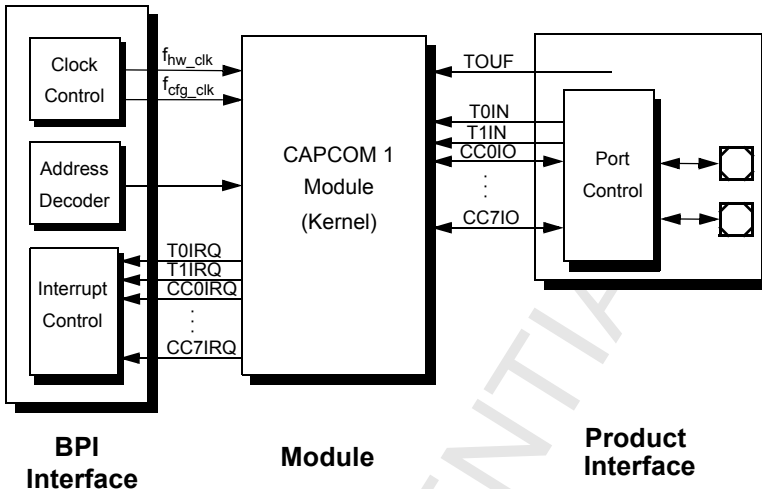 Clock
Control
f_hw_clk
f_cfg_clk
Address
Decoder
Interrupt
Control
T0IRQ
T1IRQ
CC0IRQ
CC7IRQ
CAPCOM 1
Module
(Kernel)
TOUF
T0IN
T1IN
CC0IO
CC7IO
Port
Control
BPI
Interface
Module
Product
Interface